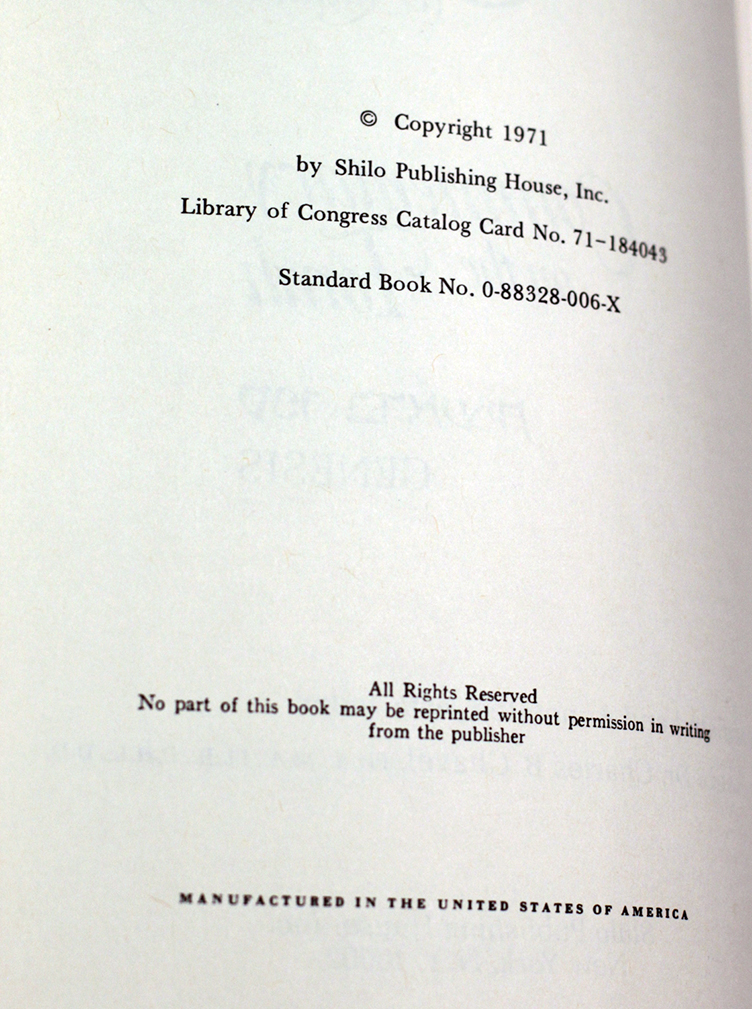 © Copyright 1971
by Shilo Publishing House, Inc.
Library of Congress Catalog Card No. 71-184043
Standard Book No. 0-88328-006-X
GENESIS
All Rights Reserved
No part of this book may be reprinted without permission in writing
from the publisher
MANUFACTURED IN THE UNITED STATES OF AMERICA